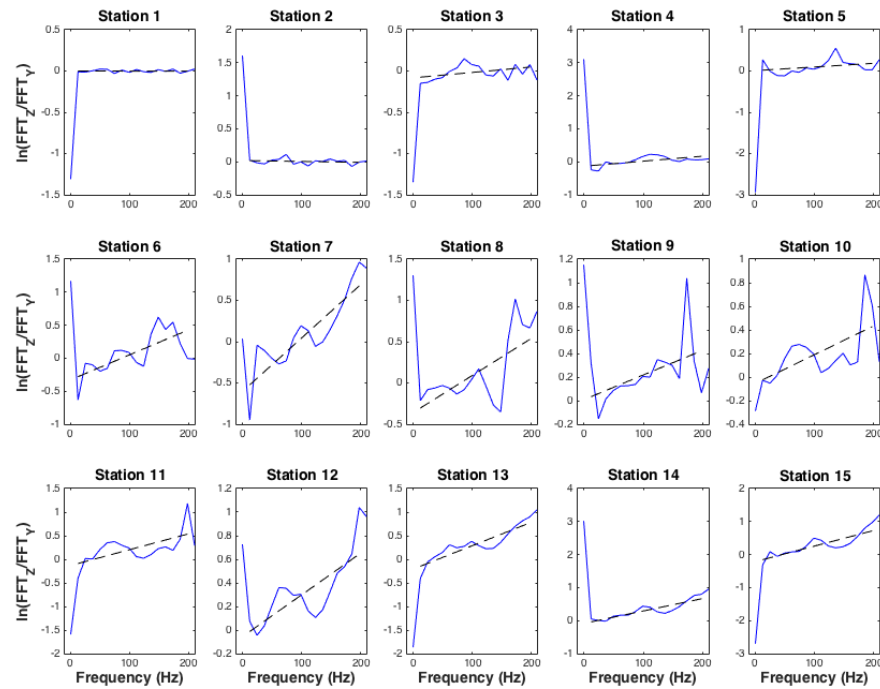 Station 1 Station 2 Station 3 Station 4 Station 5
ln(FFT_Z/FFT_Y)
0.5 0 -0.5 -1 -1.5
2 1.5 1 0.5 0 -0.5
0.5 0 -0.5 -1 -1.5
4 3 2 1 0 -1
1 0 -1 -2 -3
0 100 200 0 100 200 0 100 200 0 100 200 0 100 200
Station 6 Station 7 Station 8 Station 9 Station 10
ln(FFT_Z/FFT_Y)
1.5 1 0.5 0 -0.5 -1
1 0.5 0 -0.5 -1
1.5 1 0.5 0 -0.5
1.2 1 0.8 0.6 0.4 0.2 0 0.2
1 0.8 0.6 0.4 0.2 0 0.2 -0.4
0 100 200 0 100 200 0 100 200 0 100 200 0 100 200
Station 11 Station 12 Station 13 Station 14 Station 15
ln(FFT_Z/FFT_Y)
1.5 1 0.5 0 -0.5 -1 -1.5 -2
1.2 1 0.8 0.6 0.4 0.2 0 -0.2
1.5 1 0.5 0 -0.5 -1 -1.5 -2
4 3 2 1 0 -1
2 1 0 -1 -2 -3
0 100 200 0 100 200 0 100 200 0 100 200 0 100 200
Frequency (Hz) Frequency (Hz) Frequency (Hz) Frequency (Hz) Frequency (Hz)